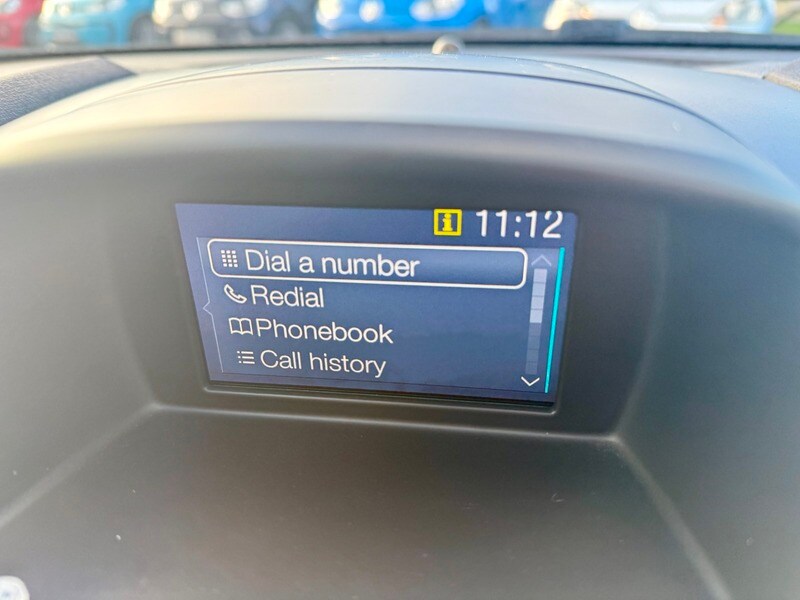 i 11:12
Dial a number
Redial
Phonebook
Call history